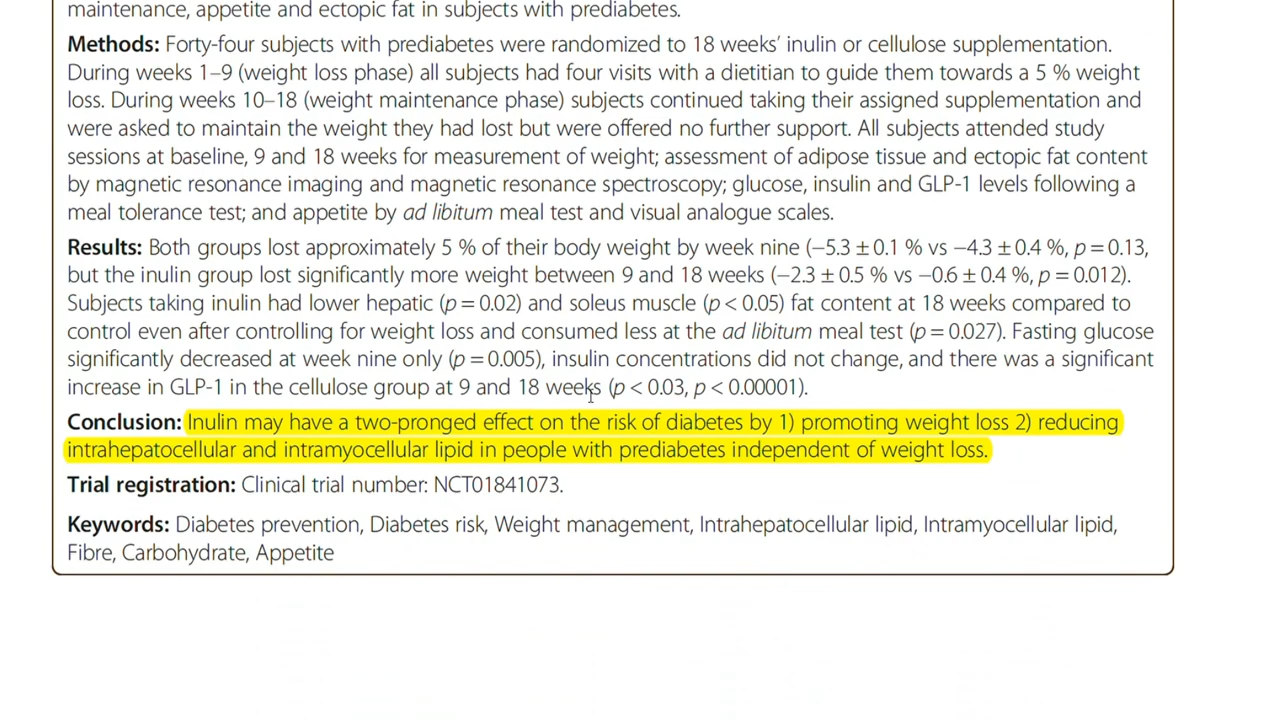 maintenance, appetite and ectopic fat in subjects with prediabetes.
Methods: Forty-four subjects with prediabetes were randomized to 18 weeks’ inulin or cellulose supplementation.
During weeks 1–9 (weight loss phase) all subjects had four visits with a dietitian to guide them towards a 5 % weight
loss. During weeks 10–18 (weight maintenance phase) subjects continued taking their assigned supplementation and
were asked to maintain the weight they had lost but were offered no further support. All subjects attended study
sessions at baseline, 9 and 18 weeks for measurement of weight; assessment of adipose tissue and ectopic fat content
by magnetic resonance imaging and magnetic resonance spectroscopy; glucose, insulin and GLP-1 levels following a
meal tolerance test; and appetite by ad libitum meal test and visual analogue scales.
Results: Both groups lost approximately 5 % of their body weight by week nine (−5.3 ± 0.1 % vs −4.3 ± 0.4 %, p = 0.13,
but the inulin group lost significantly more weight between 9 and 18 weeks (−2.3 ± 0.5 % vs −0.6 ± 0.4 %, p = 0.012).
Subjects taking inulin had lower hepatic (p = 0.02) and soleus muscle (p < 0.05) fat content at 18 weeks compared to
control even after controlling for weight loss and consumed less at the ad libitum meal test (p = 0.027). Fasting glucose
significantly decreased at week nine only (p = 0.005), insulin concentrations did not change, and there was a significant
increase in GLP-1 in the cellulose group at 9 and 18 weeks (p < 0.03, p < 0.00001).
Conclusion: Inulin may have a two-pronged effect on the risk of diabetes by 1) promoting weight loss 2) reducing
intrahepatocellular and intramyocellular lipid in people with prediabetes independent of weight loss.
Trial registration: Clinical trial number: NCT01841073.
Keywords: Diabetes prevention, Diabetes risk, Weight management, Intrahepatocellular lipid, Intramyocellular lipid,
Fibre, Carbohydrate, Appetite